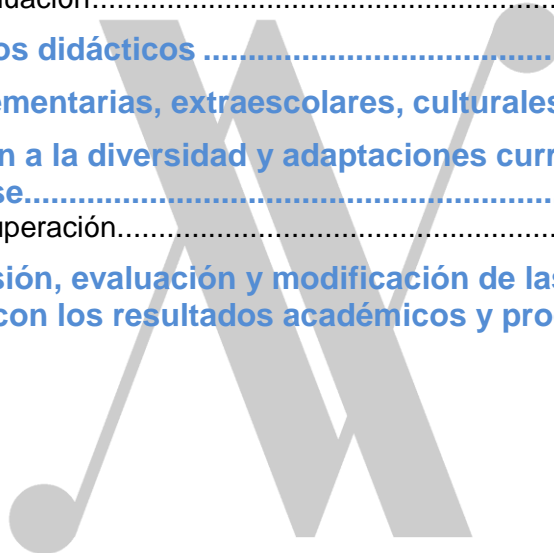 uación.......................................................
os didácticos ..........................................
ementarias, extraescolares, culturales
n a la diversidad y adaptaciones curr
se................................................................
uperación....................................................
sión, evaluación y modificación de las
con los resultados académicos y pro